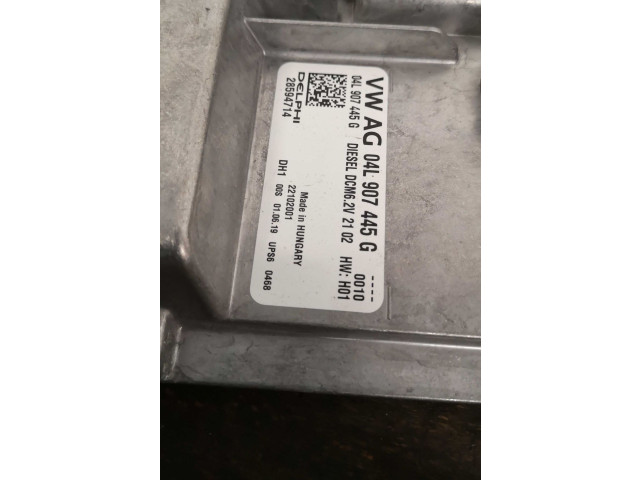 VW AG 04L 907 445 G ----
04L 907 445 G 0010
DIESEL DCM6.2V 21 02 HW: H01
DELPHI
28594714
Made in HUNGARY
22102001
DH1 00S 01.06.19 UPS6 0468